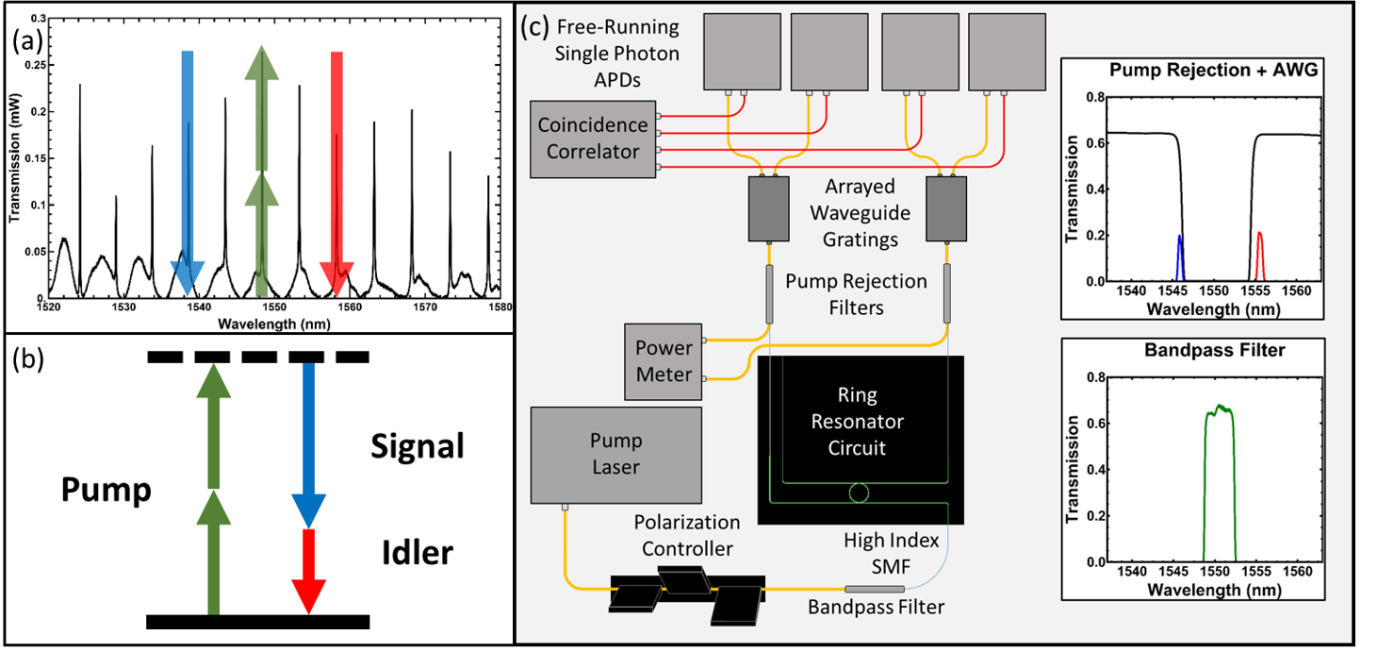 (a)
0.3
0.25
0.2
0.15
0.1
0.05
0
Transmission (mW)
1520 1530 1540 1550 1560 1570 1580
Wavelength (nm)
(b)
Pump
Signal
Idler
(c)
Free-Running
Single Photon
APDs
Coincidence
Correlator
Arrayed
Waveguide
Gratings
Pump Rejection
Filters
Power
Meter
Ring
Resonator
Circuit
Pump
Laser
Polarization
Controller
High Index
SMF
Bandpass Filter
Pump Rejection + AWG
0.8
0.6
0.4
0.2
0.0
Transmission
1540 1545 1550 1555 1560
Wavelength (nm)
Bandpass Filter
0.8
0.6
0.4
0.2
0.0
Transmission
1540 1545 1550 1555 1560
Wavelength (nm)